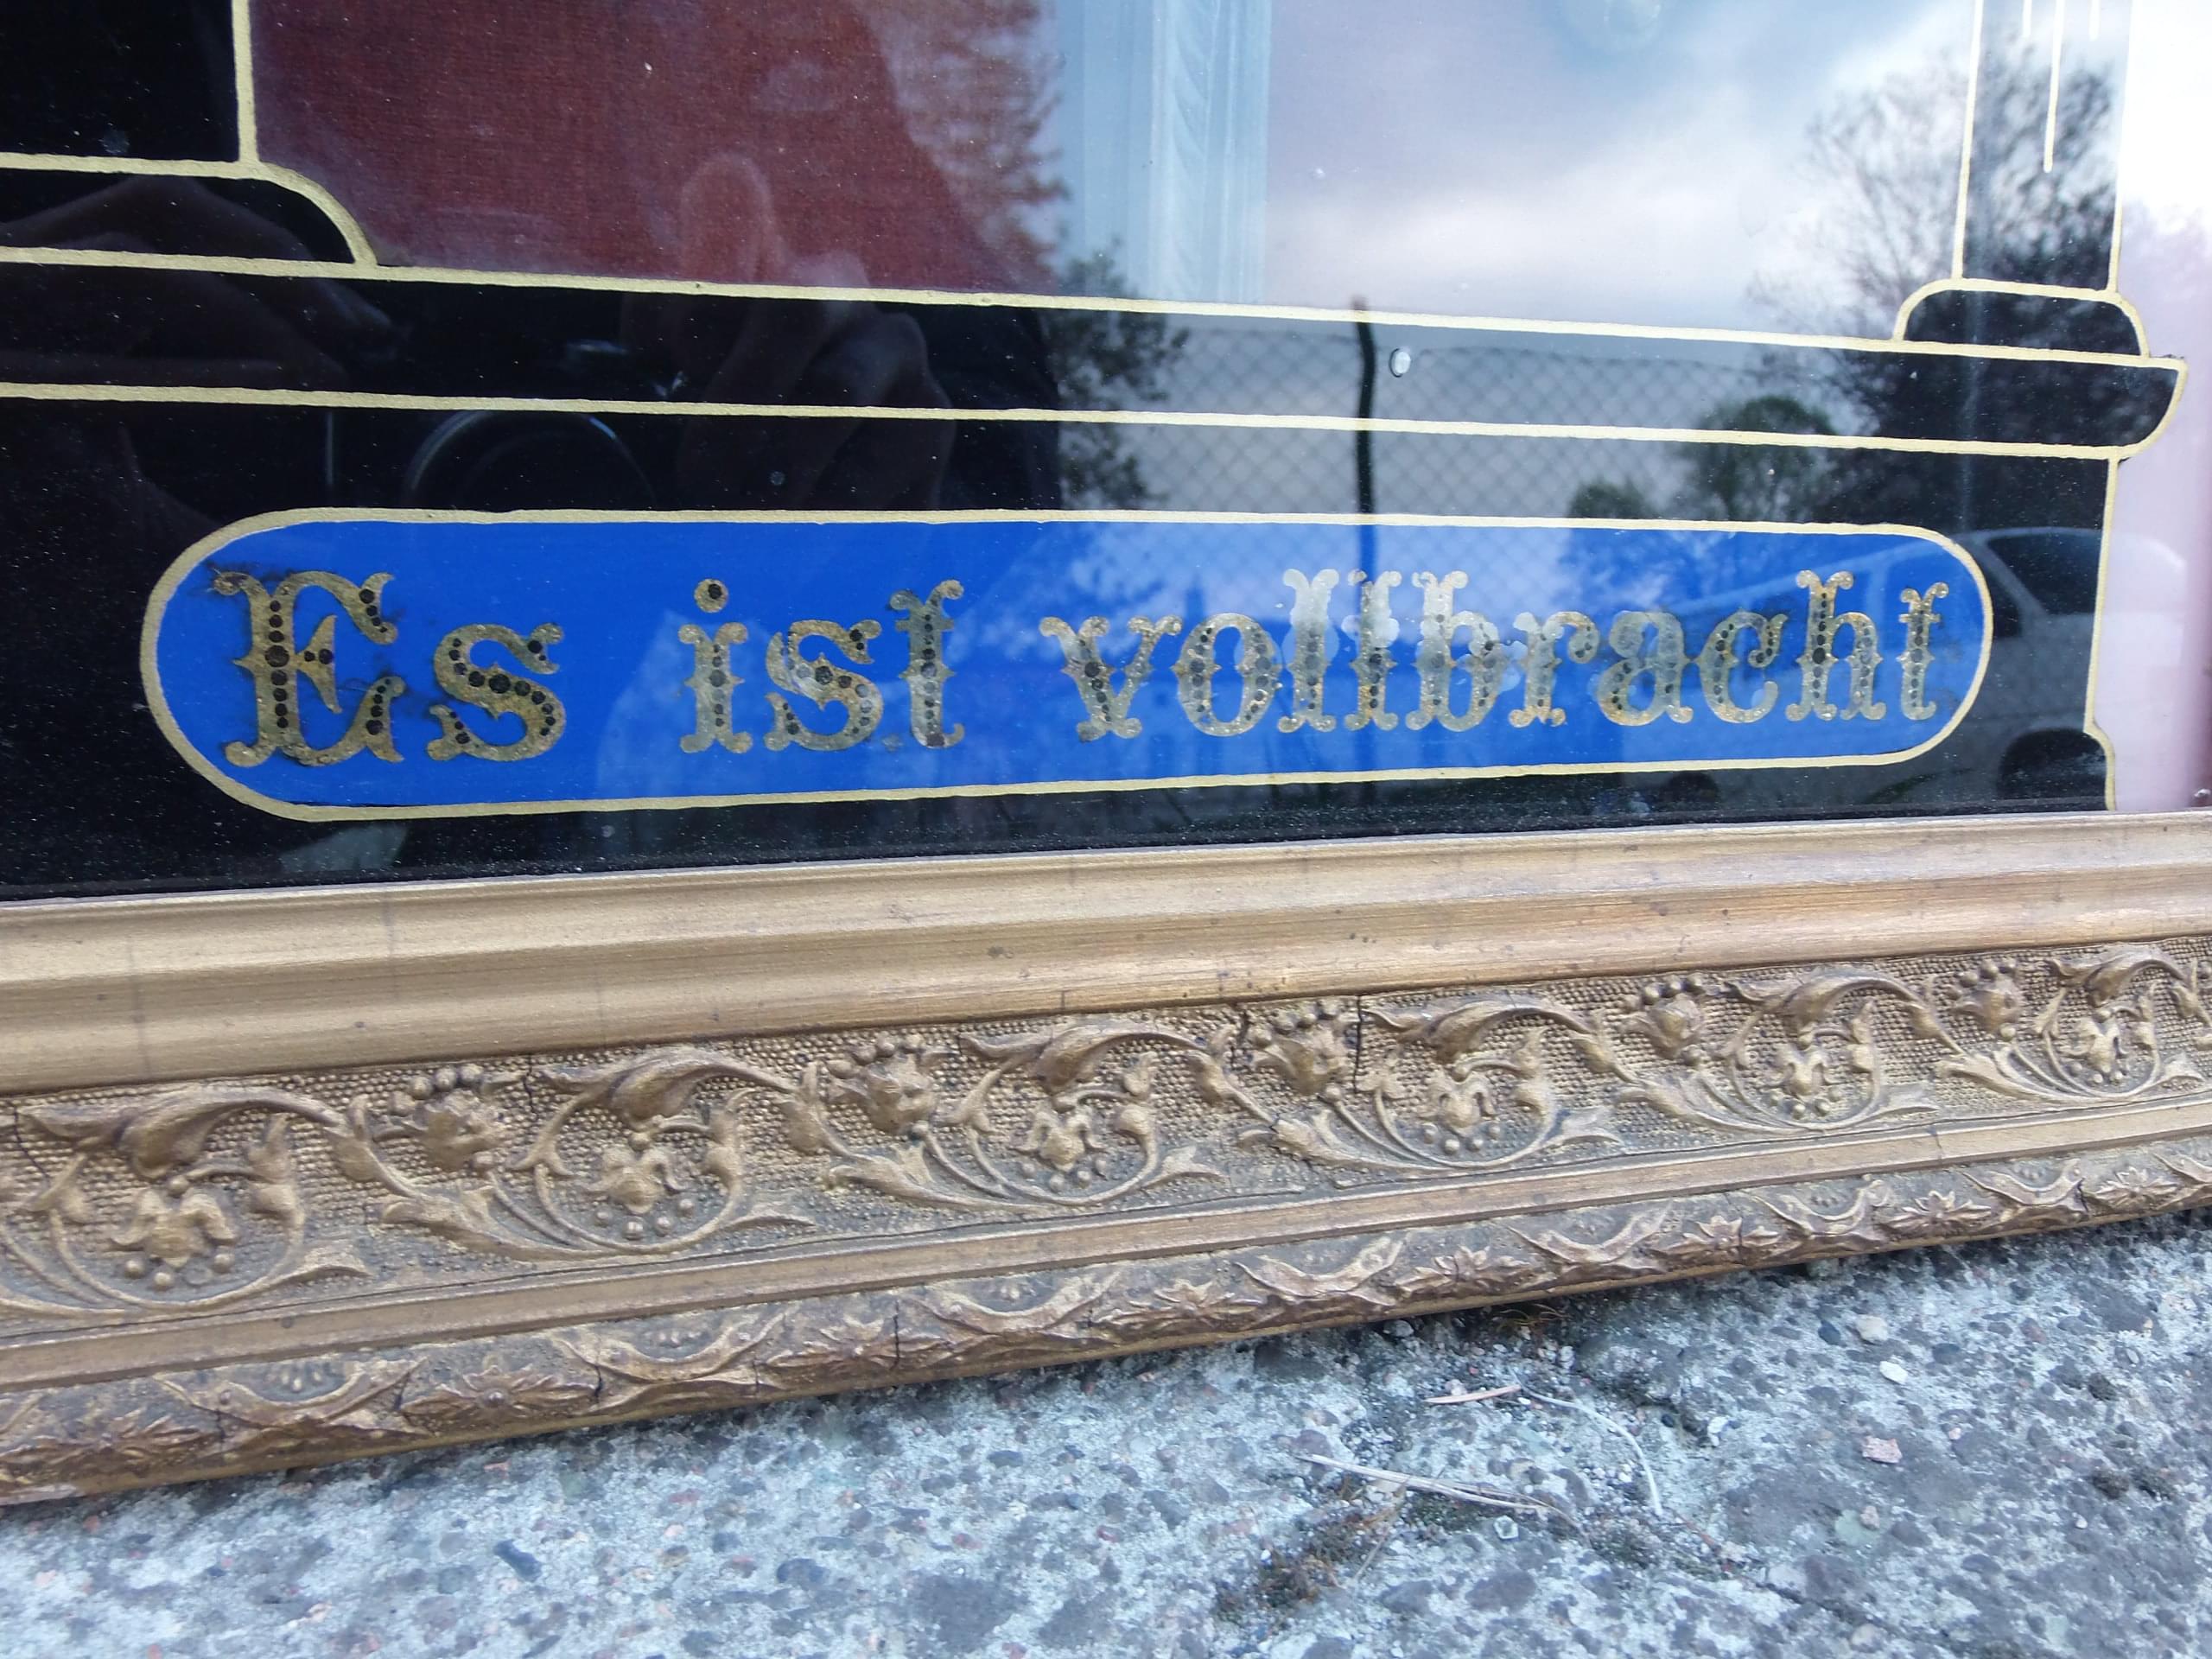 Es ist vollbracht